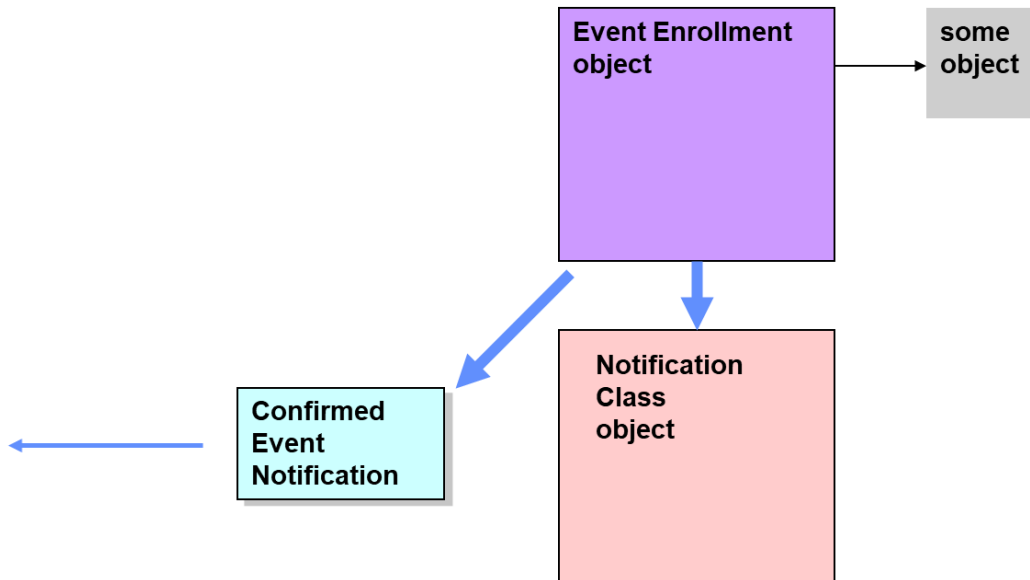 Event Enrollment
object
some
object
Notification
Class
object
Confirmed
Event
Notification